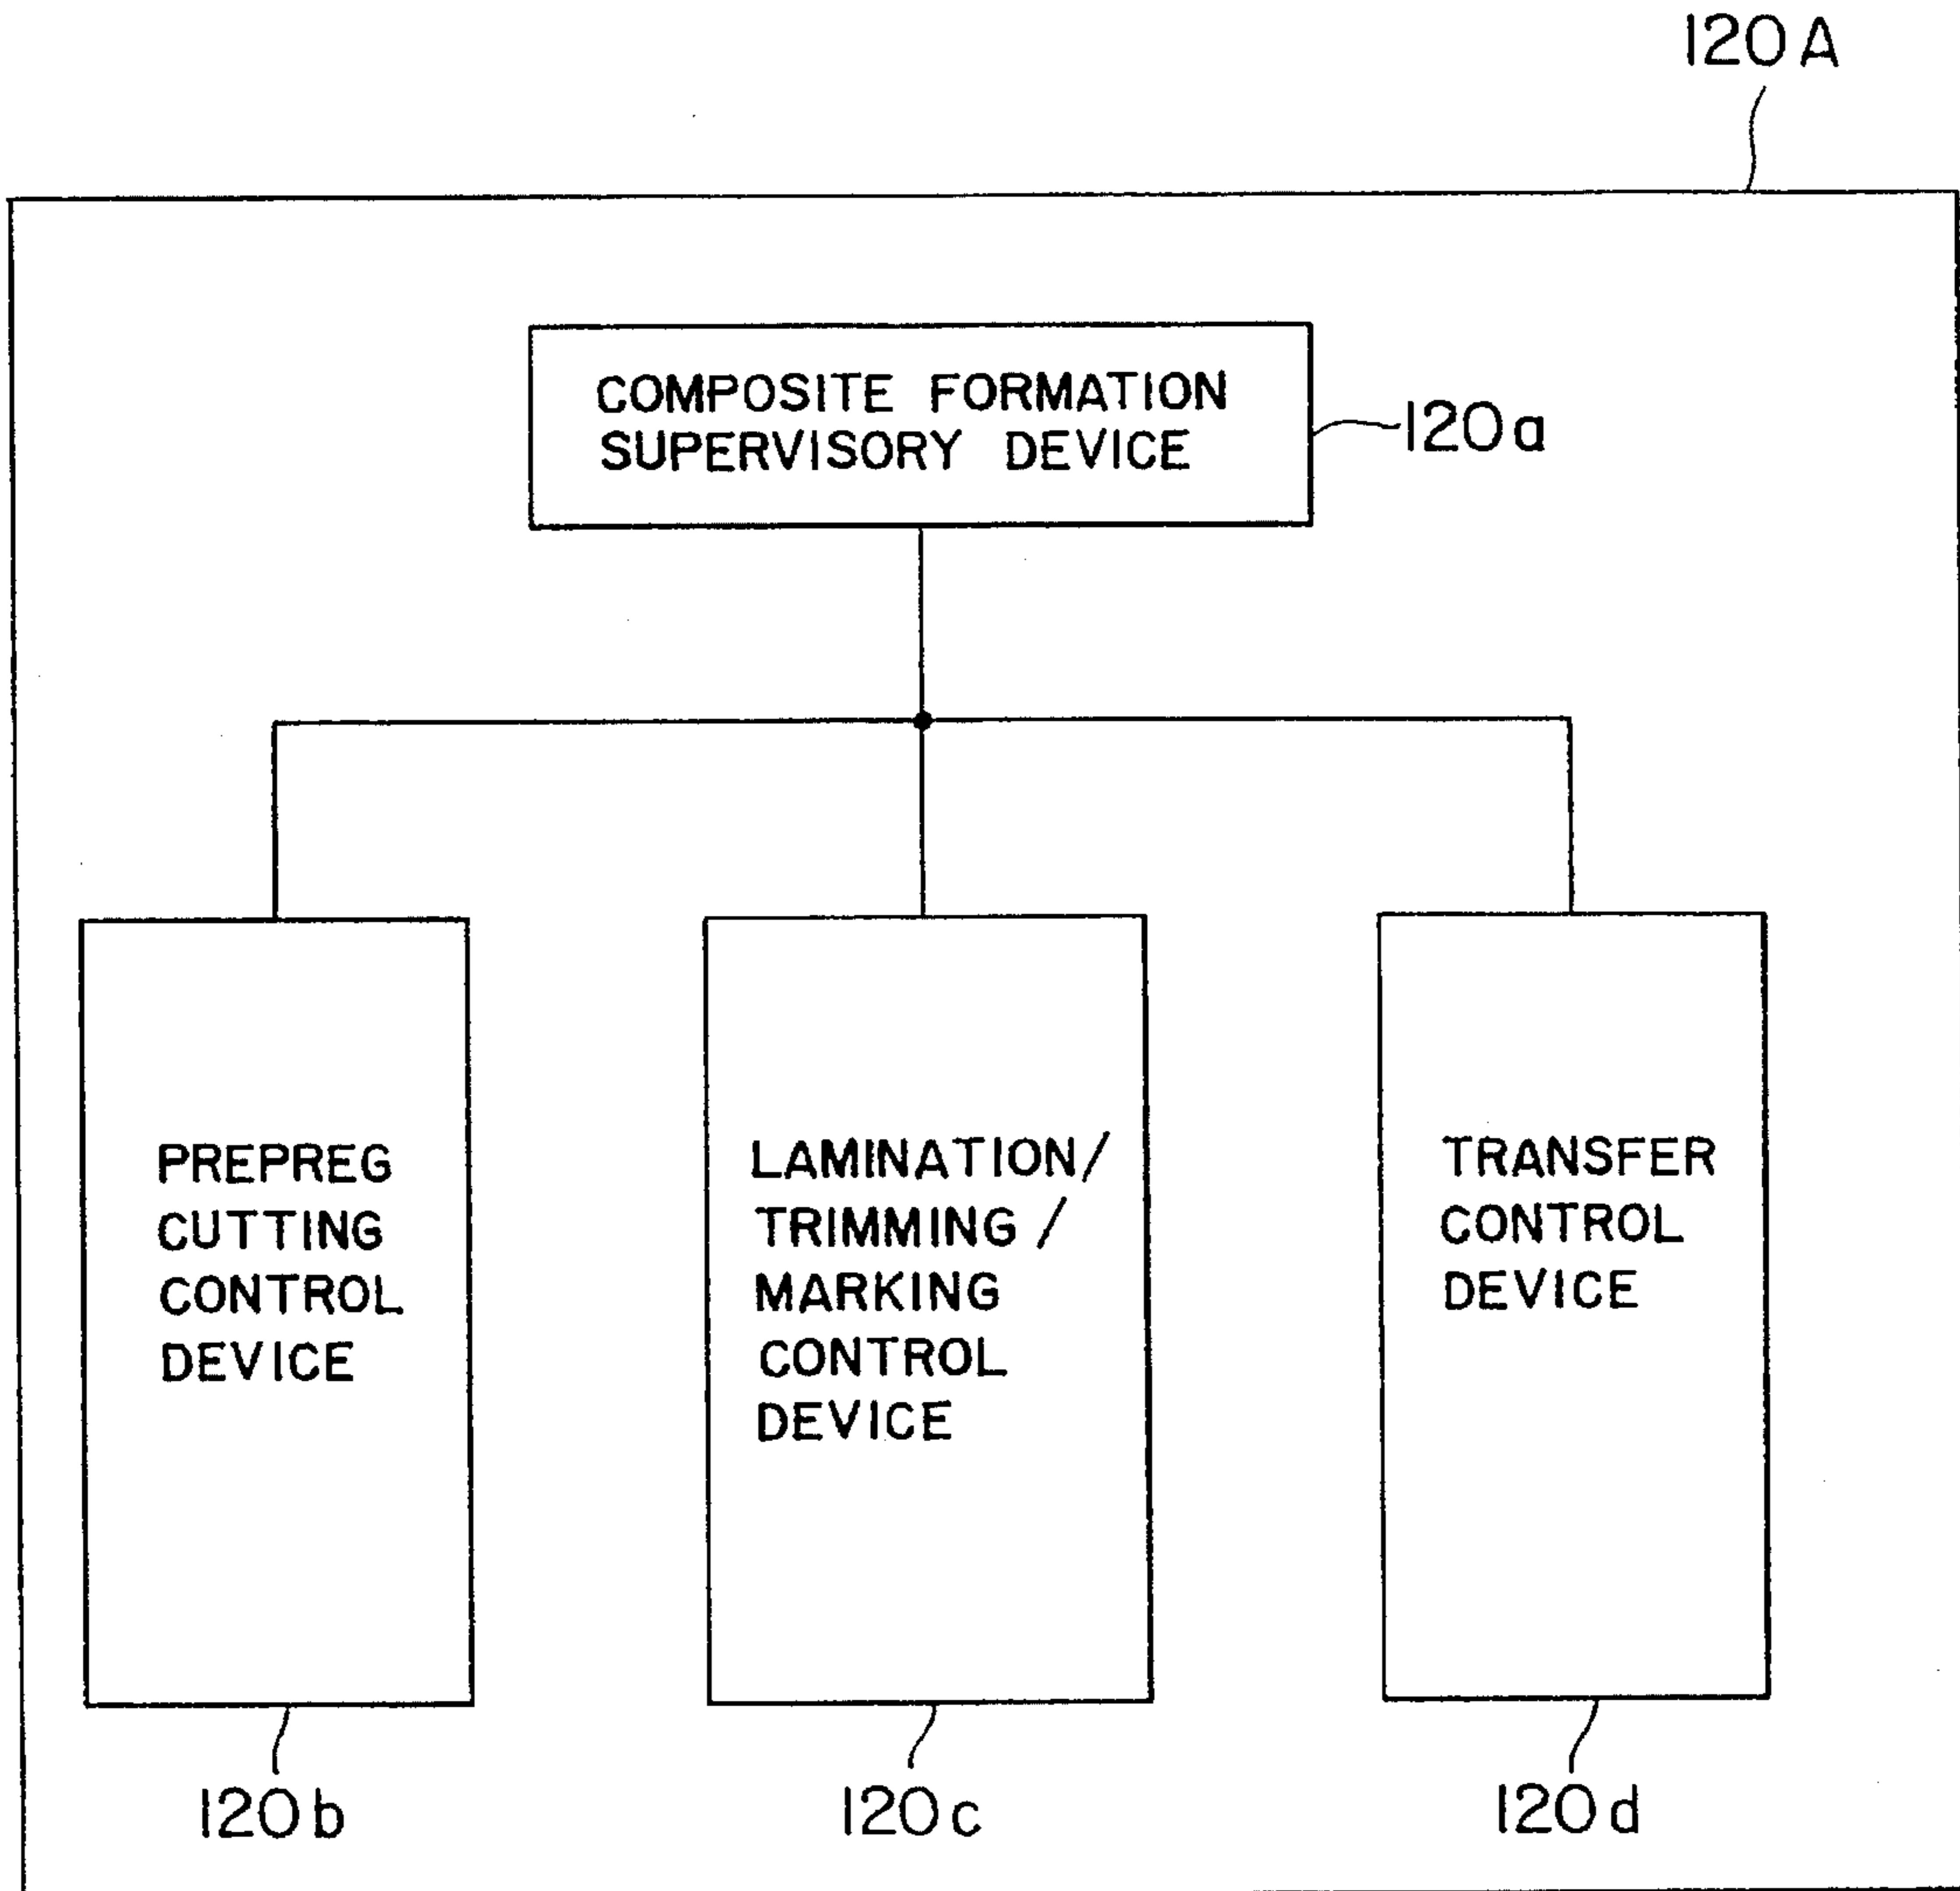 120A
COMPOSITE FORMATION
SUPERVISORY DEVICE
120a
PREPREG
CUTTING
CONTROL
DEVICE
LAMINATION/
TRIMMING /
MARKING
CONTROL
DEVICE
TRANSFER
CONTROL
DEVICE
120b
120c
120d